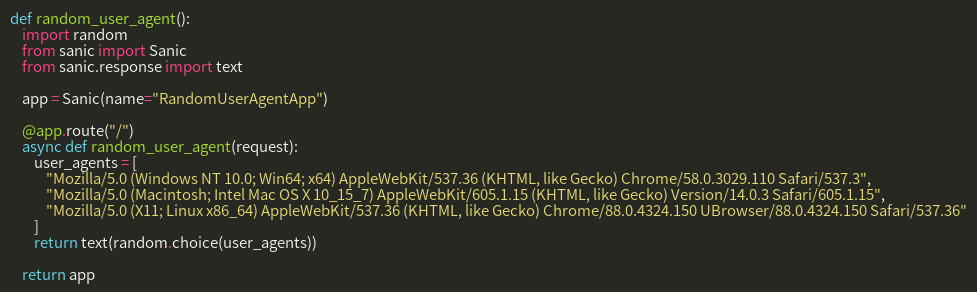 def random_user_agent():
    import random
    from sanic import Sanic
    from sanic.response import text

    app = Sanic(name="RandomUserAgentApp")

    @app.route("/")
    async def random_user_agent(request):
        user_agents = [
            "Mozilla/5.0 (Windows NT 10.0; Win64; x64) AppleWebKit/537.36 (KHTML, like Gecko) Chrome/58.0.3029.110 Safari/537.3",
            "Mozilla/5.0 (Macintosh; Intel Mac OS X 10_15_7) AppleWebKit/605.1.15 (KHTML, like Gecko) Version/14.0.3 Safari/605.1.15",
            "Mozilla/5.0 (X11; Linux x86_64) AppleWebKit/537.36 (KHTML, like Gecko) Chrome/88.0.4324.150 UBrowser/88.0.4324.150 Safari/537.36"
        ]
        return text(random.choice(user_agents))

    return app